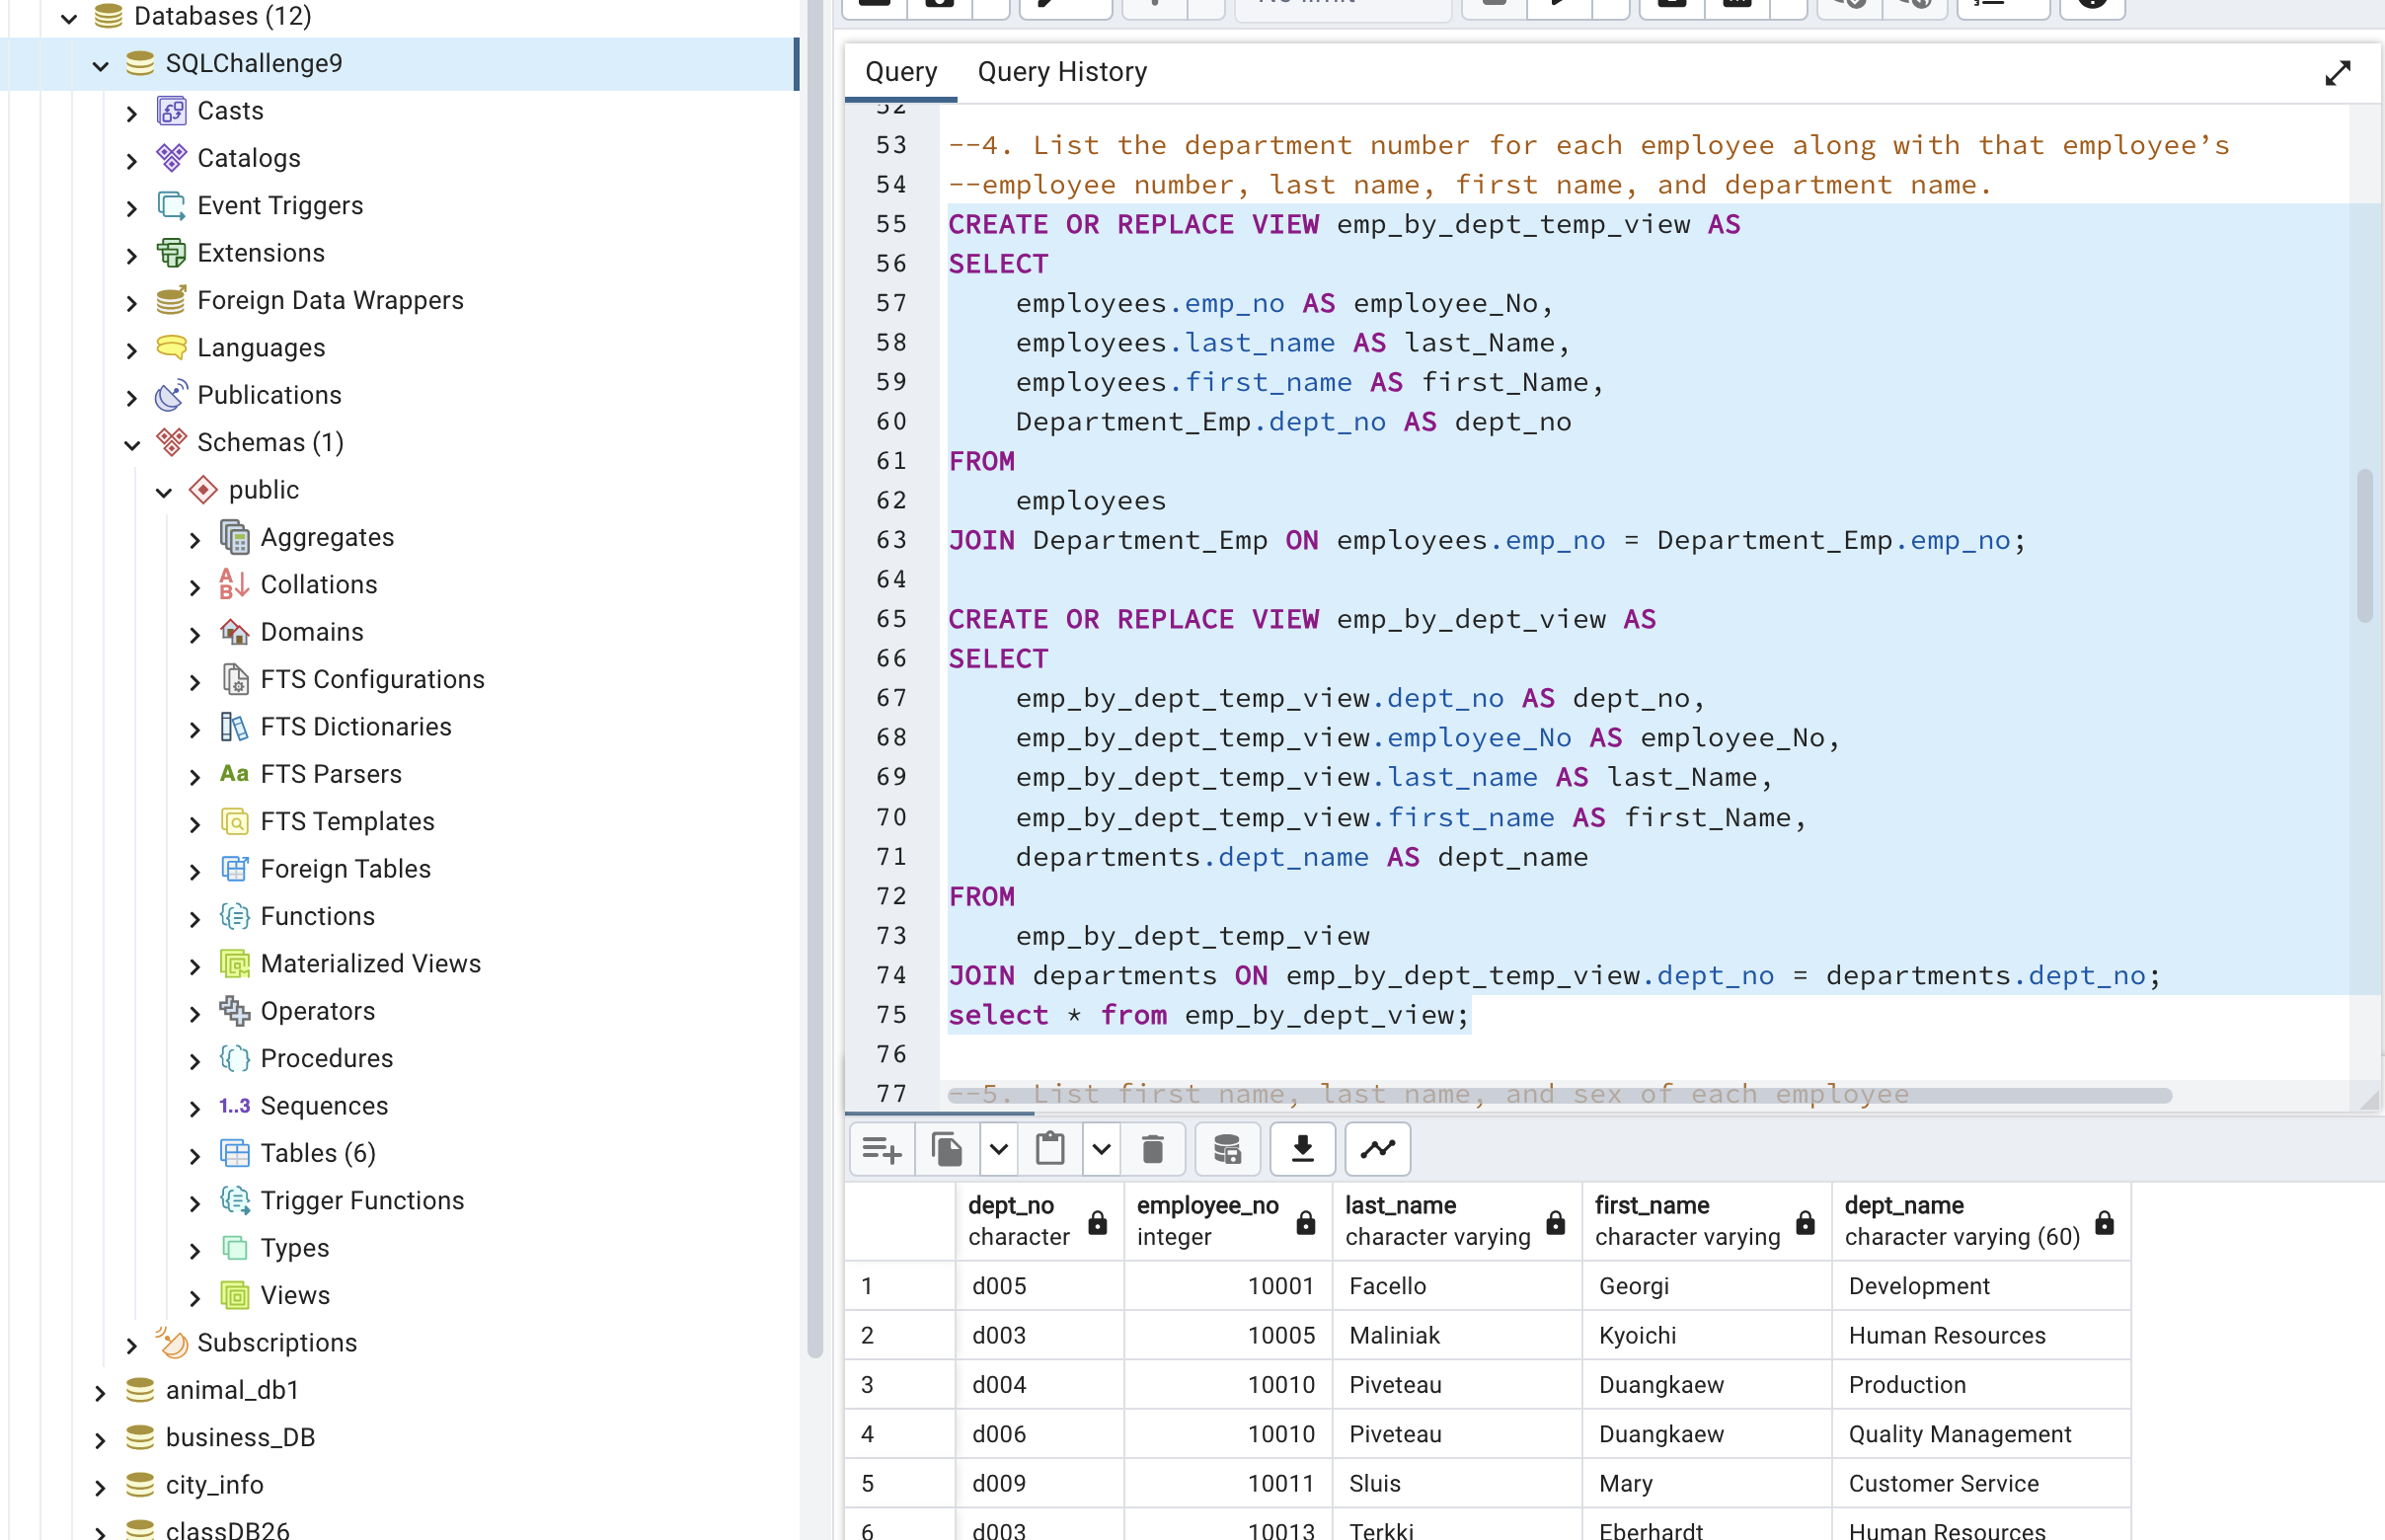 Databases (12)
SQLChallenge9
Casts
Catalogs
Event Triggers
Extensions
Foreign Data Wrappers
Languages
Publications
Schemas (1)
public
Aggregates
Collations
Domains
FTS Configurations
FTS Dictionaries
Aa FTS Parsers
FTS Templates
Foreign Tables
Functions
Materialized Views
Operators
Procedures
1..3 Sequences
Tables (6)
Trigger Functions
Types
Views
Subscriptions
animal_db1
business_DB
city_info
classDB26
No limit
Query Query History
52
53 --4. List the department number for each employee along with that employee’s
54 --employee number, last name, first name, and department name.
55 CREATE OR REPLACE VIEW emp_by_dept_temp_view AS
56 SELECT
57 employees.emp_no AS employee_No,
58 employees.last_name AS last_Name,
59 employees.first_name AS first_Name,
60 Department_Emp.dept_no AS dept_no
61 FROM
62 employees
63 JOIN Department_Emp ON employees.emp_no = Department_Emp.emp_no;
64
65 CREATE OR REPLACE VIEW emp_by_dept_view AS
66 SELECT
67 emp_by_dept_temp_view.dept_no AS dept_no,
68 emp_by_dept_temp_view.employee_No AS employee_No,
69 emp_by_dept_temp_view.last_name AS last_Name,
70 emp_by_dept_temp_view.first_name AS first_Name,
71 departments.dept_name AS dept_name
72 FROM
73 emp_by_dept_temp_view
74 JOIN departments ON emp_by_dept_temp_view.dept_no = departments.dept_no;
75 select * from emp_by_dept_view;
76
77 --5. List first name, last name, and sex of each employee
dept_no employee_no last_name first_name dept_name
character integer character varying character varying character varying (60)
1 d005 10001 Facello Georgi Development
2 d003 10005 Maliniak Kyoichi Human Resources
3 d004 10010 Piveteau Duangkaew Production
4 d006 10010 Piveteau Duangkaew Quality Management
5 d009 10011 Sluis Mary Customer Service
6 d003 10013 Terkki Eberhardt Human Resources